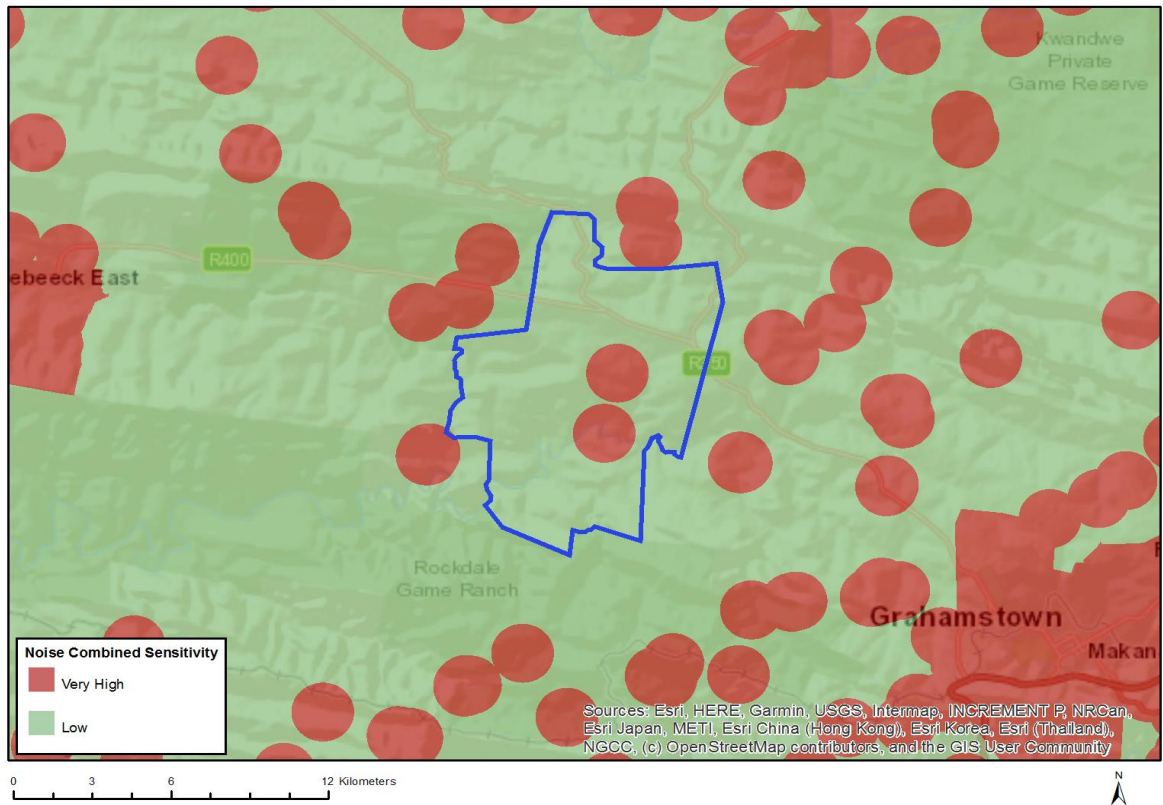 Kwandwe
Private
Game Reserve
R400
ebeeck East
Rockdale
Game Ranch
Grahamstown
Makan
Noise Combined Sensitivity
Very High
Low
Sources: Esri, HERE, Garmin, USGS, Intermap, INCREMENT P, NRCan,
Esri Japan, METI, Esri China (Hong Kong), Esri Korea, Esri (Thailand),
NGCC, (c) OpenStreetMap contributors, and the GIS User Community
0 3 6 12 Kilometers
N